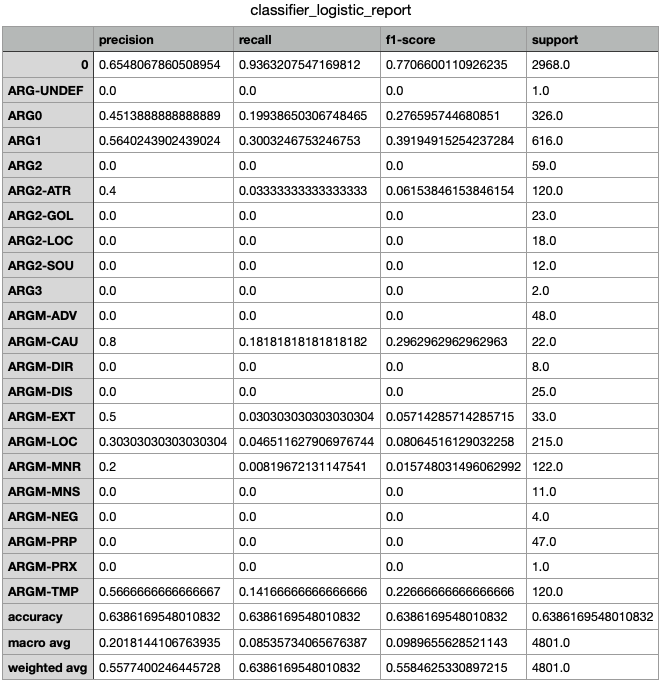 classifier_logistic_report
precision recall f1-score support
0 0.6548067860508954 0.9363207547169812 0.7706600110926235 2968.0
ARG-UNDEF 0.0 0.0 0.0 1.0
ARG0 0.4513888888888889 0.19938650306748465 0.276595744680851 326.0
ARG1 0.5640243902439024 0.3003246753246753 0.39194915254237284 616.0
ARG2 0.0 0.0 0.0 59.0
ARG2-ATR 0.4 0.03333333333333333 0.06153846153846154 120.0
ARG2-GOL 0.0 0.0 0.0 23.0
ARG2-LOC 0.0 0.0 0.0 18.0
ARG2-SOU 0.0 0.0 0.0 12.0
ARG3 0.0 0.0 0.0 2.0
ARGM-ADV 0.0 0.0 0.0 48.0
ARGM-CAU 0.8 0.18181818181818182 0.2962962962962963 22.0
ARGM-DIR 0.0 0.0 0.0 8.0
ARGM-DIS 0.0 0.0 0.0 25.0
ARGM-EXT 0.5 0.030303030303030304 0.05714285714285715 33.0
ARGM-LOC 0.30303030303030304 0.046511627906976744 0.08064516129032258 215.0
ARGM-MNR 0.2 0.00819672131147541 0.015748031496062992 122.0
ARGM-MNS 0.0 0.0 0.0 11.0
ARGM-NEG 0.0 0.0 0.0 4.0
ARGM-PRP 0.0 0.0 0.0 47.0
ARGM-PRX 0.0 0.0 0.0 1.0
ARGM-TMP 0.5666666666666667 0.14166666666666666 0.22666666666666666 120.0
accuracy 0.6386169548010832 0.6386169548010832 0.6386169548010832 0.6386169548010832
macro avg 0.2018144106763935 0.08535734065676387 0.0989655628521143 4801.0
weighted avg 0.5577400246445728 0.6386169548010832 0.5584625330897215 4801.0